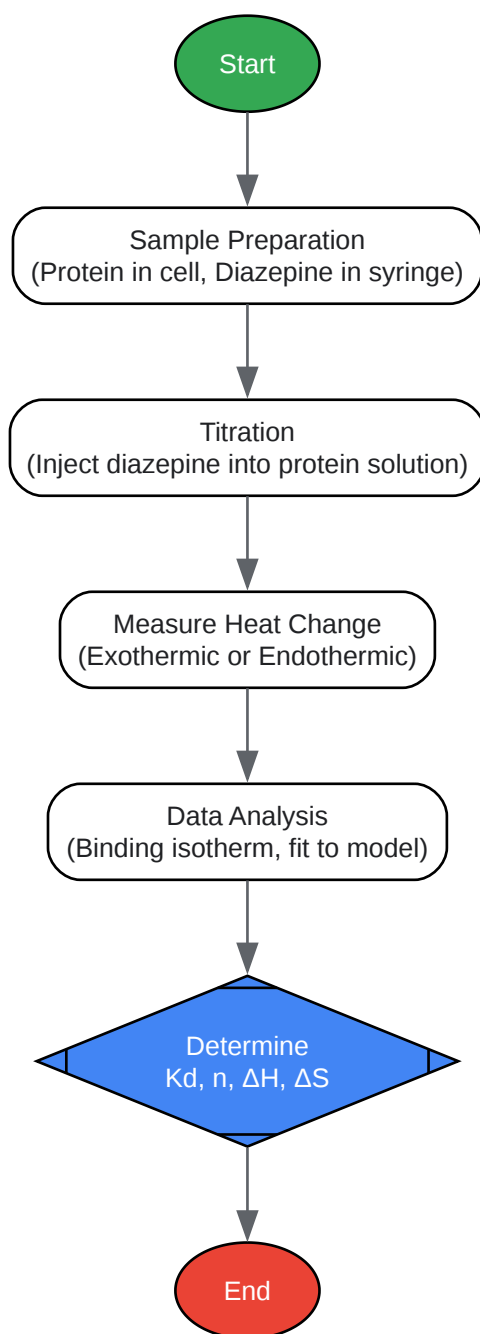 Start
Sample Preparation
(Protein in cell, Diazepine in syringe)
Titration
(Inject diazepine into protein solution)
Measure Heat Change
(Exothermic or Endothermic)
Data Analysis
(Binding isotherm, fit to model)
Determine
Kd, n, ΔH, ΔS
End